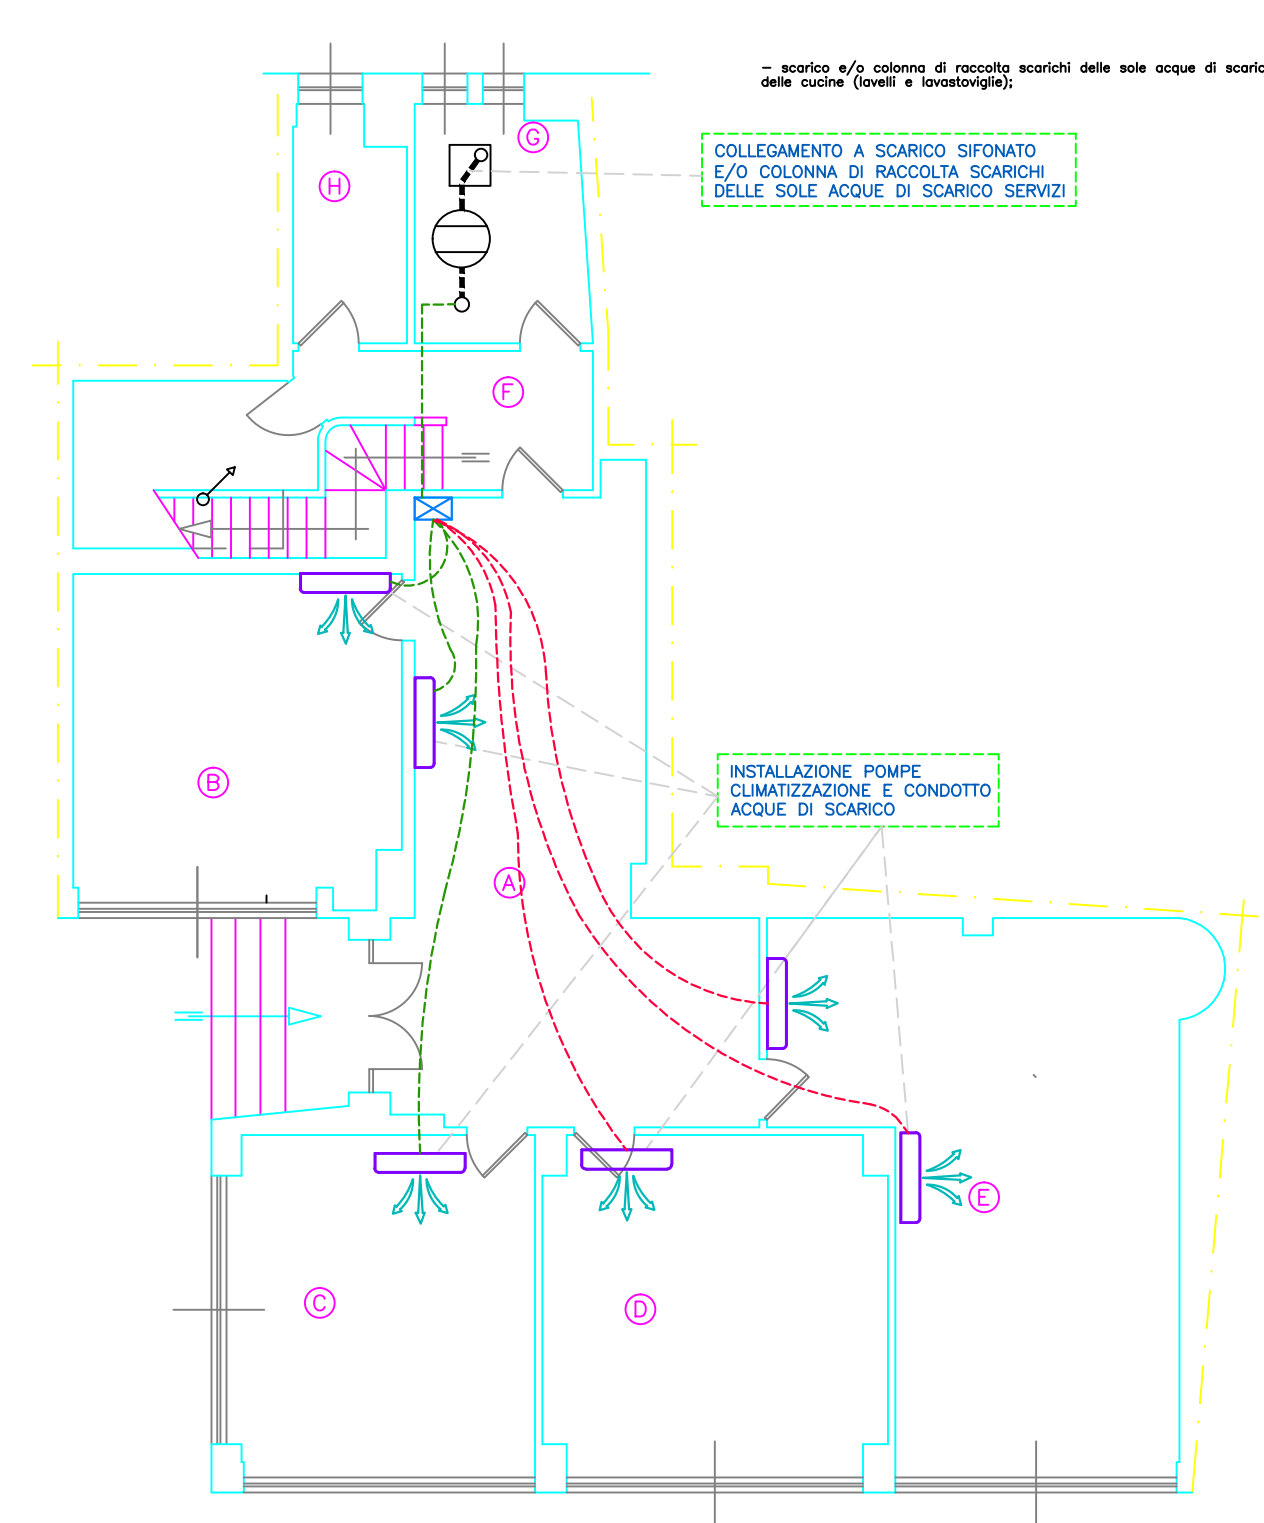 – scarico e/o colonna di raccolta scarichi delle sole acque di scaric
delle cucine (lavelli e lavastoviglie);
G
COLLEGAMENTO A SCARICO SIFONATO
E/O COLONNA DI RACCOLTA SCARICHI
DELLE SOLE ACQUE DI SCARICO SERVIZI
H
F
INSTALLAZIONE POMPE
CLIMATIZZAZIONE E CONDOTTO
ACQUE DI SCARICO
B
A
E
C
D